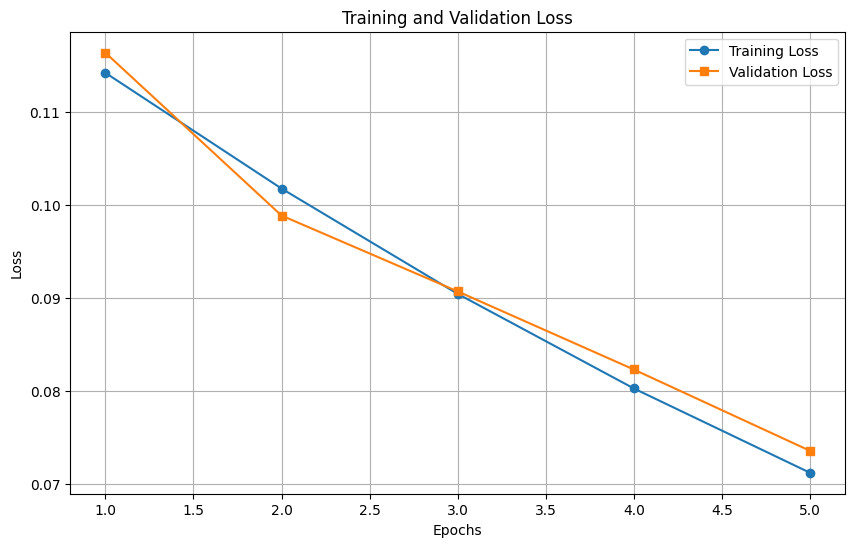 Training and Validation Loss
Training Loss
Validation Loss
Loss
0.11
0.10
0.09
0.08
0.07
1.0 1.5 2.0 2.5 3.0 3.5 4.0 4.5 5.0
Epochs